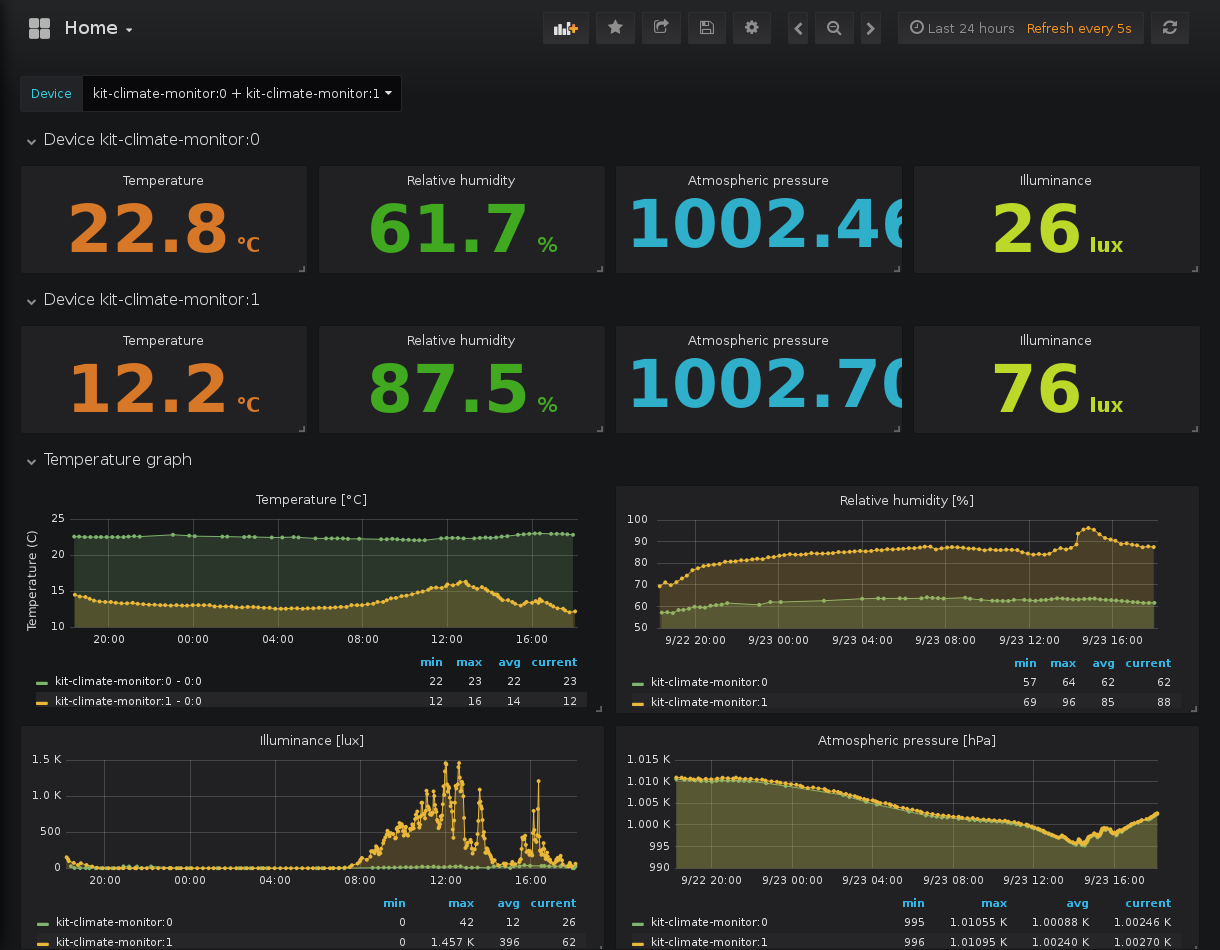 Home
Last 24 hours Refresh every 5s
Device kit-climate-monitor:0 + kit-climate-monitor:1
Device kit-climate-monitor:0
Temperature Relative humidity Atmospheric pressure Illuminance
22.8 °C 61.7 % 1002.46 26 lux
Device kit-climate-monitor:1
Temperature Relative humidity Atmospheric pressure Illuminance
12.2 °C 87.5 % 1002.70 76 lux
Temperature graph
Temperature [°C]
Temperature (C)
25
20
15
10
20:00 00:00 04:00 08:00 12:00 16:00
min max avg current
kit-climate-monitor:0 - 0:0 22 23 22 23
kit-climate-monitor:1 - 0:0 12 16 14 12
Relative humidity [%]
100
90
80
70
60
50
9/22 20:00 9/23 00:00 9/23 04:00 9/23 08:00 9/23 12:00 9/23 16:00
min max avg current
kit-climate-monitor:0 57 64 62 62
kit-climate-monitor:1 69 96 85 88
Illuminance [lux]
1.5 K
1.0 K
500
0
20:00 00:00 04:00 08:00 12:00 16:00
min max avg current
kit-climate-monitor:0 0 42 12 26
kit-climate-monitor:1 0 1.457 K 396 62
Atmospheric pressure [hPa]
1.015 K
1.010 K
1.005 K
1.000 K
995
990
9/22 20:00 9/23 00:00 9/23 04:00 9/23 08:00 9/23 12:00 9/23 16:00
min max avg current
kit-climate-monitor:0 995 1.01055 K 1.00088 K 1.00246 K
kit-climate-monitor:1 996 1.01095 K 1.00240 K 1.00270 K